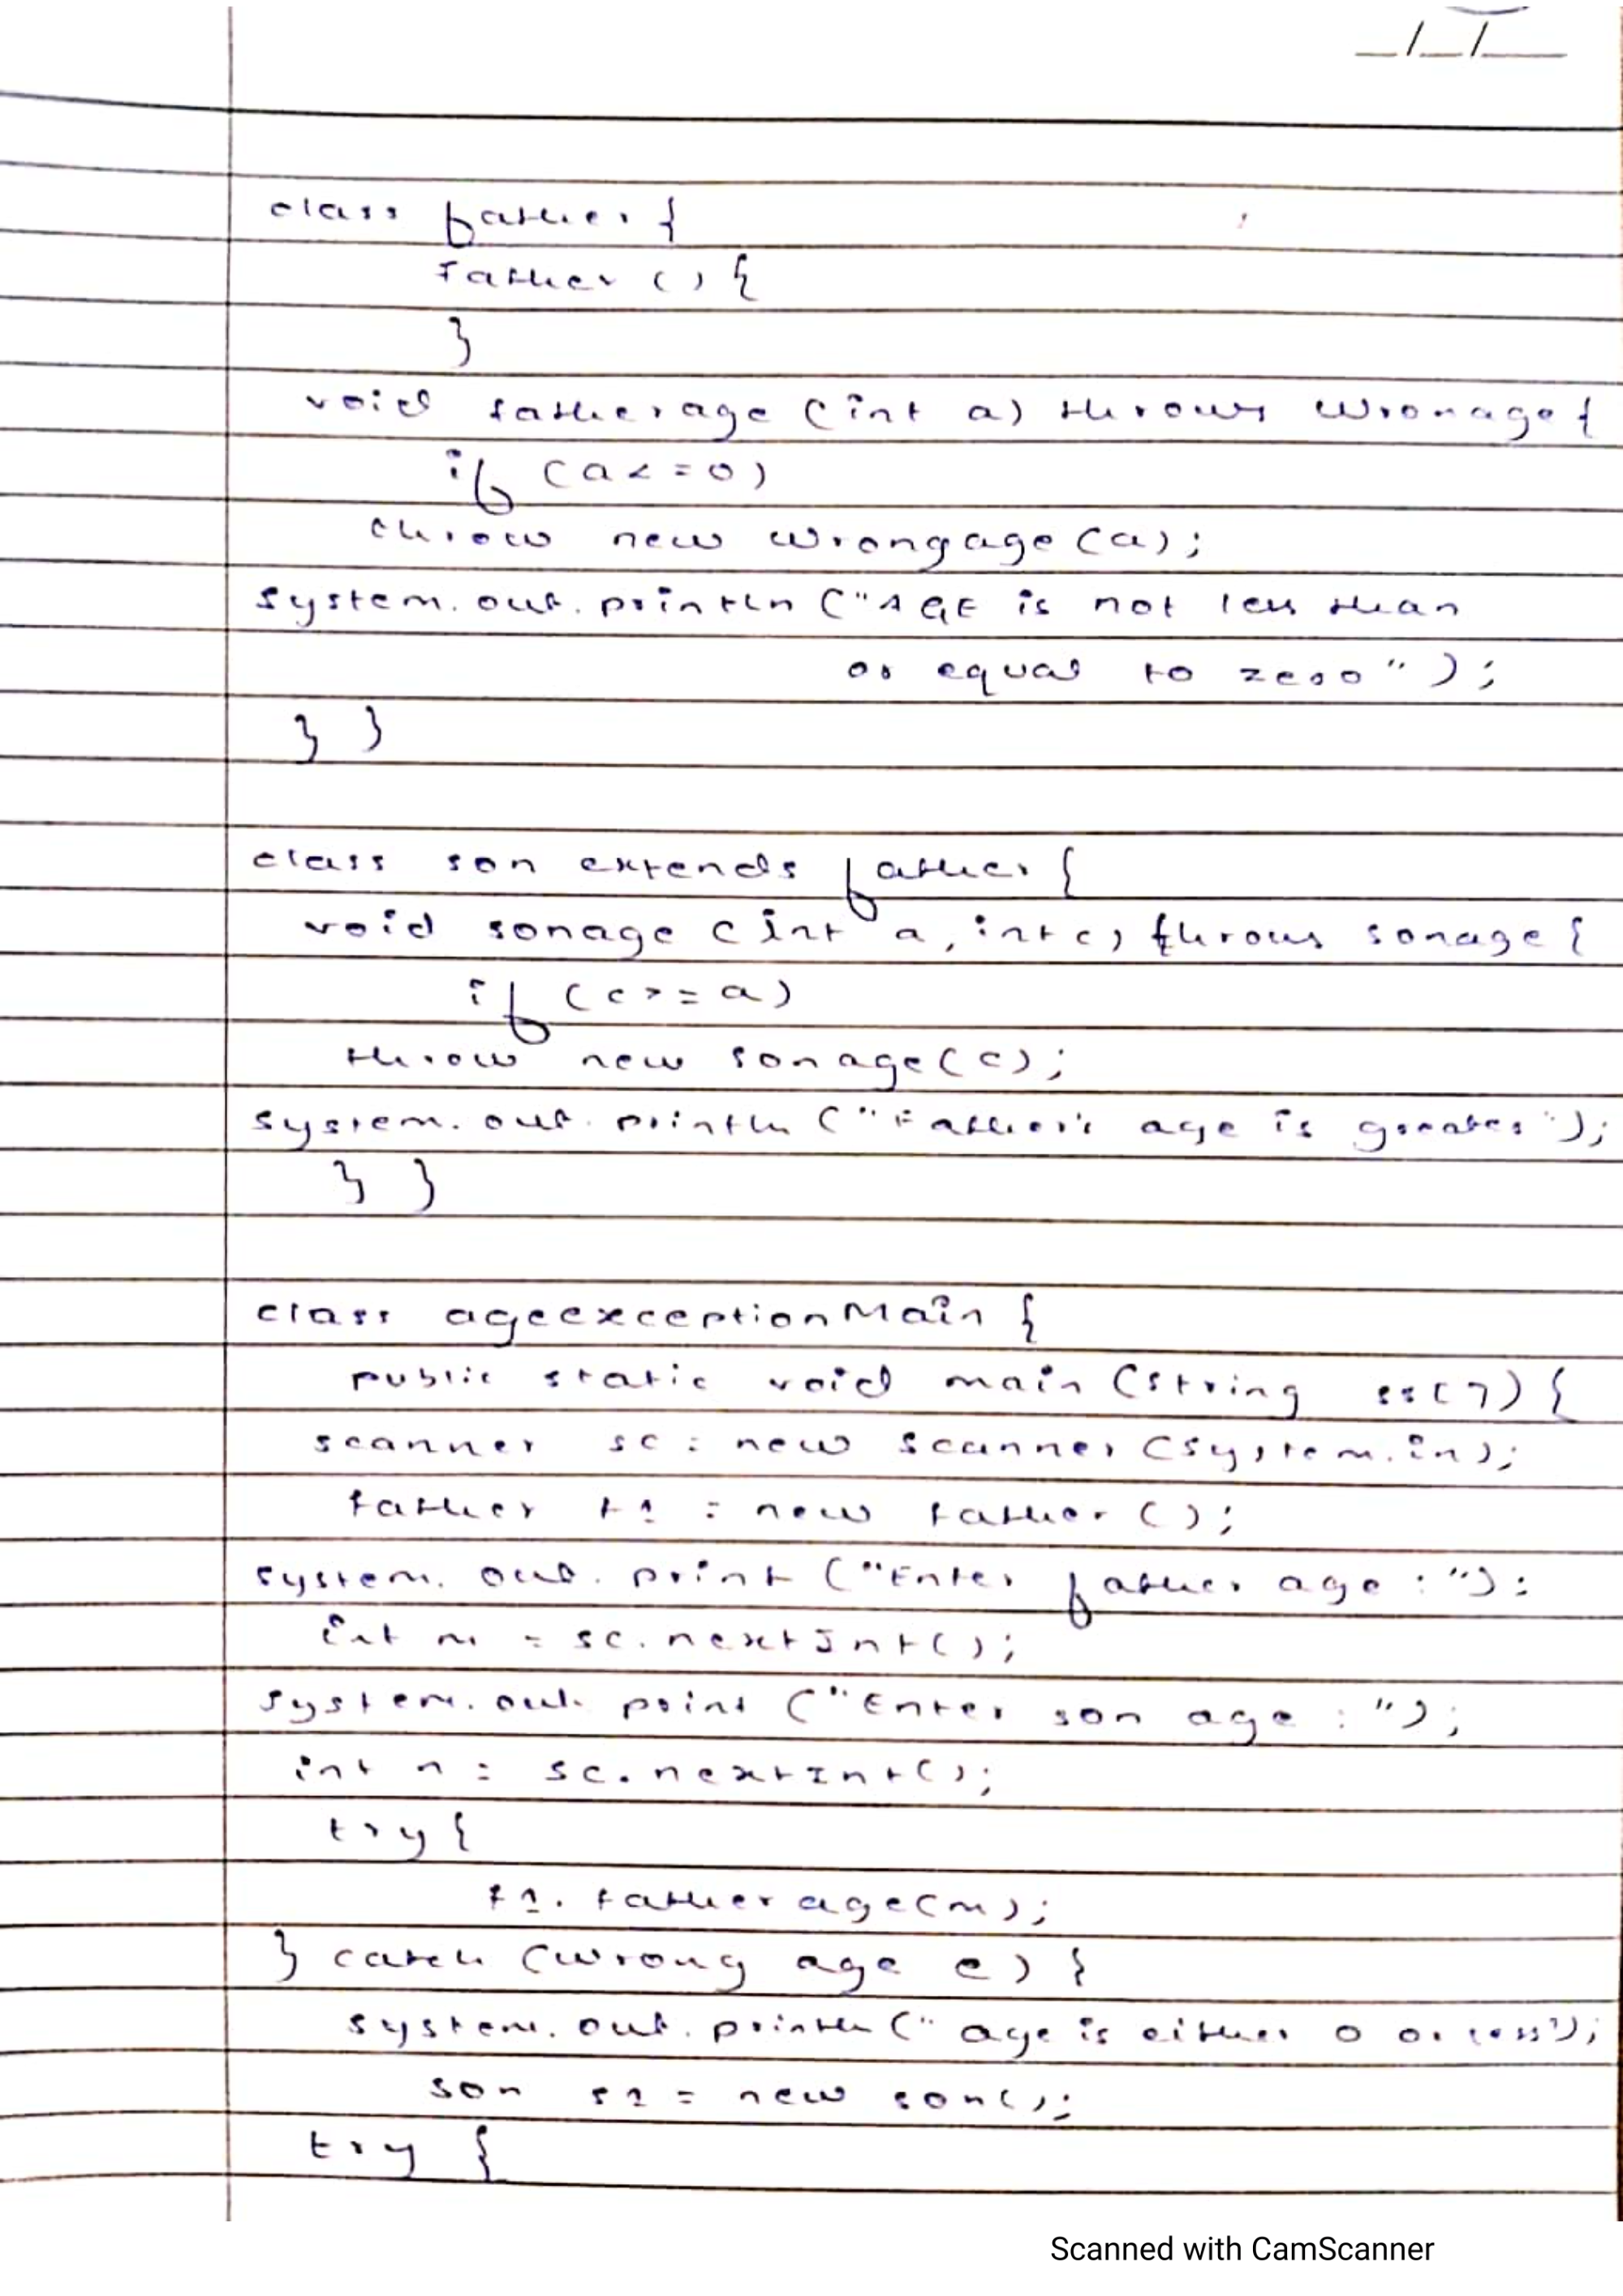 _/_/_
class father {
father () {
}
void fatherage (int a) throws wronage {
if (a <= 0)
throw new wrongage (a);
system. out. println ("AGE is not less than
or equal to zero");
} }
class son extends father {
void sonage (int a, int c) throws sonage {
if (c >= a)
throw new sonage (c);
system. out. println ("Father's age is greater");
} }
class ageexceptionMain {
public static void main (string ss[]) {
scanner sc = new scanner (system. in);
father f1 = new father ();
system. out. print ("Enter father age : ");
int m = sc. nextInt ();
system. out. print ("Enter son age : ");
int n = sc. nextInt ();
try {
f1. fatherage (m);
} catch (wrong age e) {
system. out. println (" age is either 0 or less");
son s1 = new son ();
try {
Scanned with CamScanner